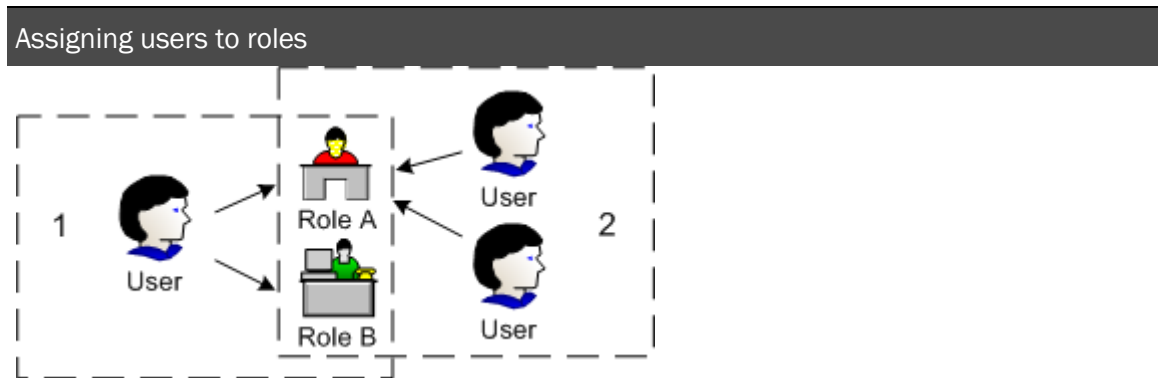 Assigning users to roles
1
User
Role A
Role B
User
2
User